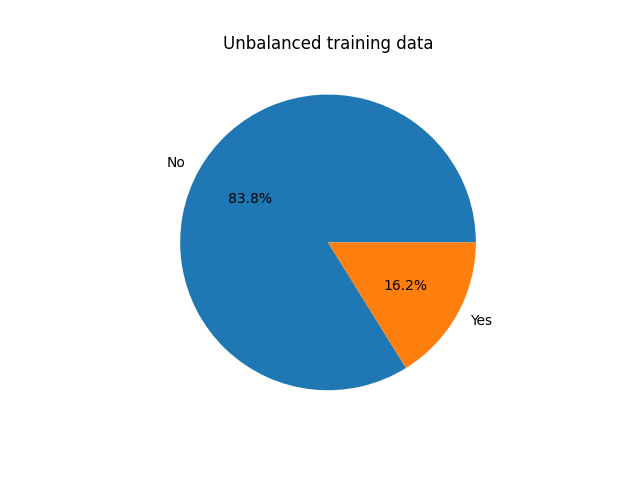 Unbalanced training data
No
83.8%
16.2%
Yes